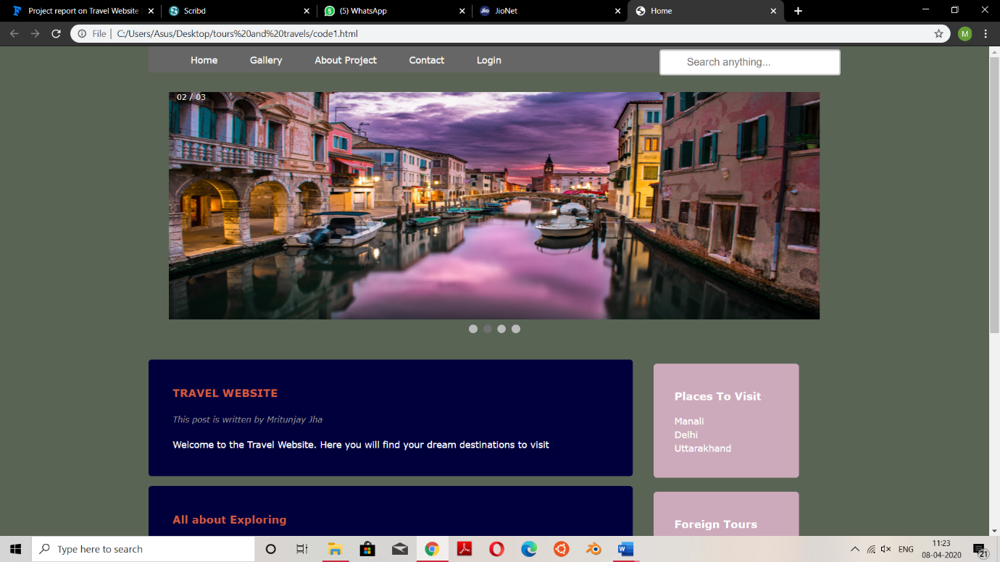 Project report on Travel Website
Scribd
(5) WhatsApp
Jio JioNet
Home
File | C:/Users/Asus/Desktop/tours%20and%20travels/code1.html
M
Home Gallery About Project Contact Login
Search anything...
02 / 03
TRAVEL WEBSITE
This post is written by Mritunjay Jha
Welcome to the Travel Website. Here you will find your dream destinations to visit
Places To Visit
Manali
Delhi
Uttarakhand
All about Exploring
Foreign Tours
Type here to search
ENG
11:23
08-04-2020
21